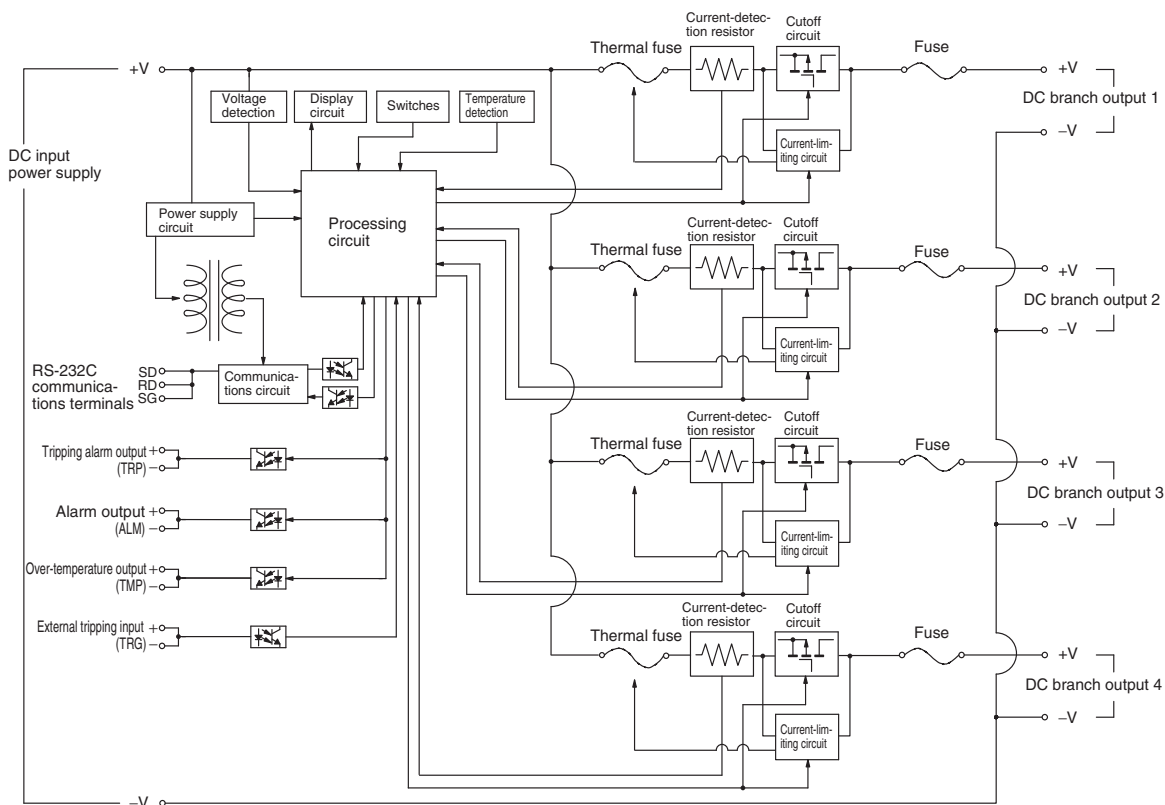 Current-detec-
tion resistor
Cutoff
circuit
Thermal fuse
Fuse
+V
+V
DC branch output 1
−V
Voltage
detection
Display
circuit
Switches
Temperature
detection
DC input
power supply
Current-lim-
iting circuit
Power supply
circuit
Processing
circuit
Current-detec-
tion resistor
Cutoff
circuit
Thermal fuse
Fuse
+V
DC branch output 2
−V
Current-lim-
iting circuit
RS-232C
communica-
tions terminals
SD
RD
SG
Communica-
tions circuit
Current-detec-
tion resistor
Cutoff
circuit
Thermal fuse
Fuse
+V
DC branch output 3
−V
Current-lim-
iting circuit
Tripping alarm output +
(TRP) −
Alarm output +
(ALM) −
Over-temperature output +
(TMP) −
External tripping input +
(TRG) −
Current-detec-
tion resistor
Cutoff
circuit
Thermal fuse
Fuse
+V
DC branch output 4
−V
Current-lim-
iting circuit
−V